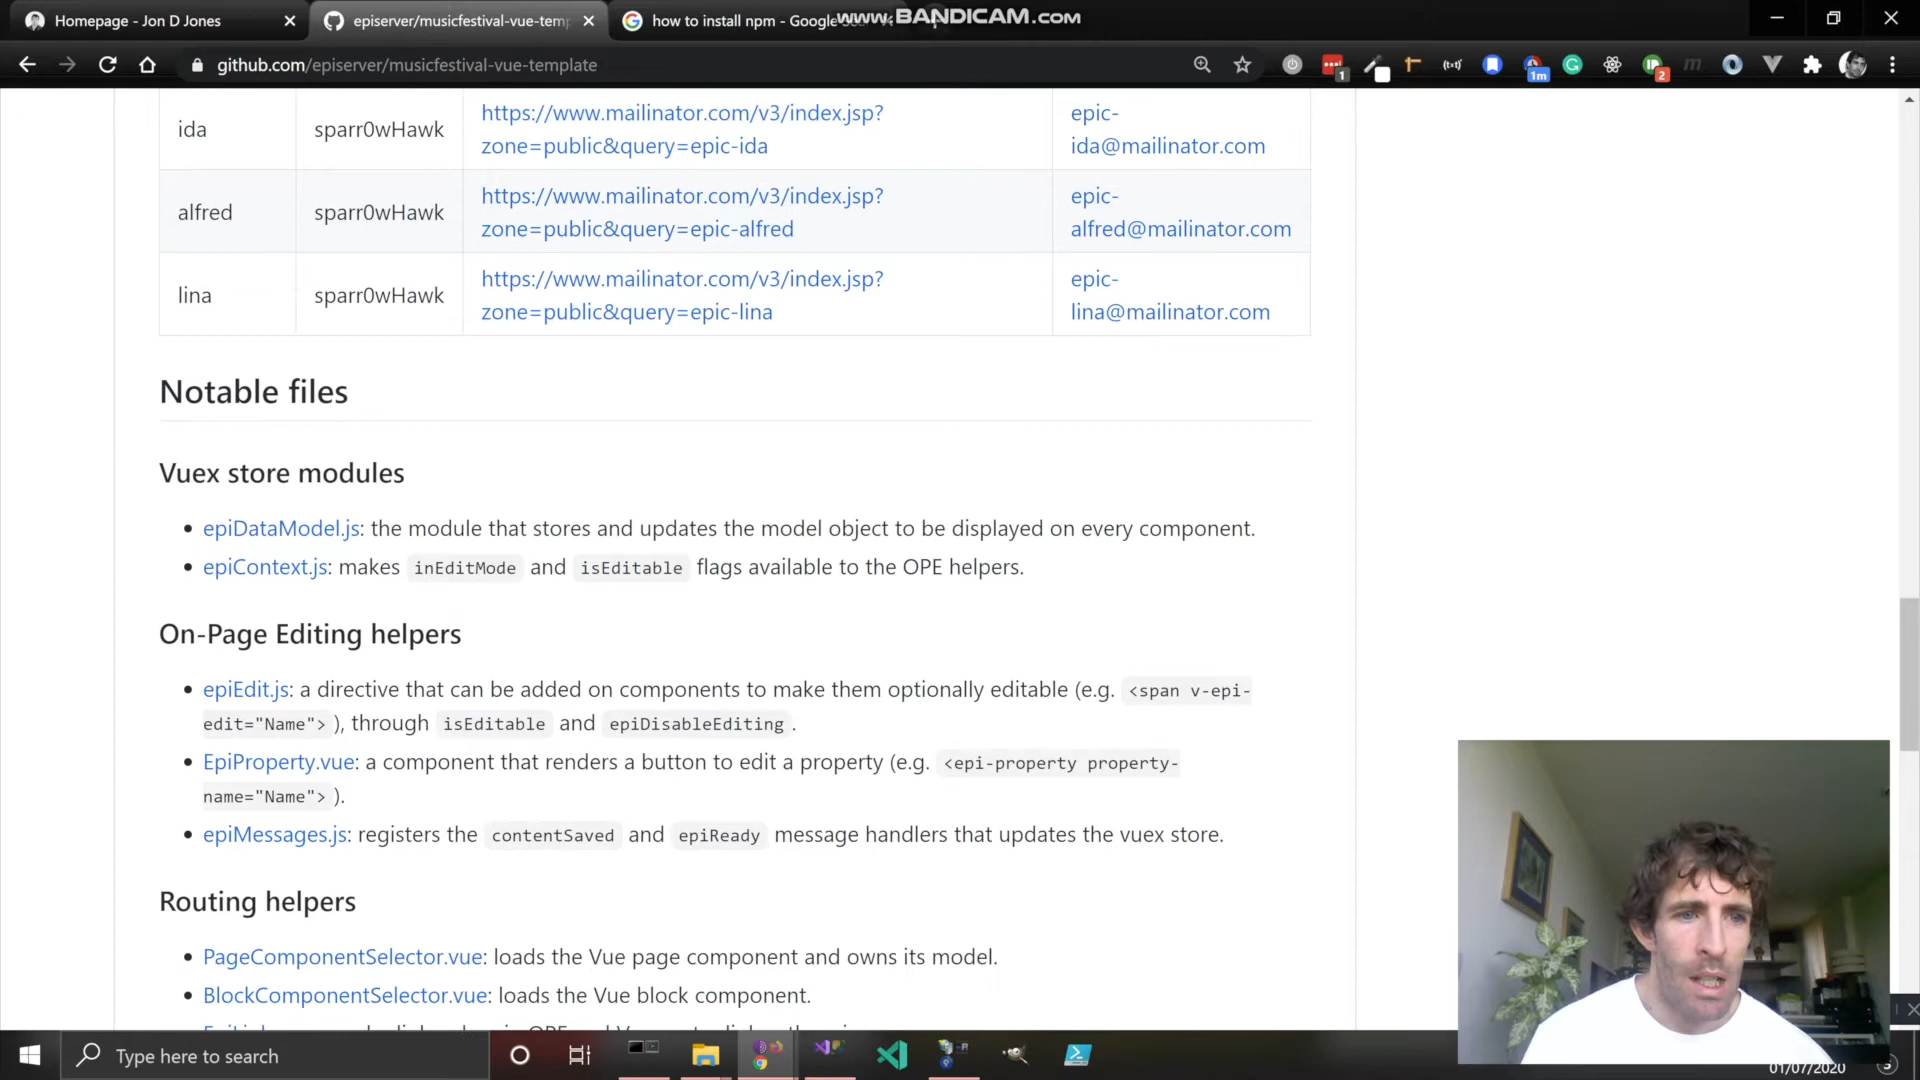 Homepage - Jon D Jones
episerver/musicfestival-vue-temp
how to install npm - Google
www.BANDICAM.com
github.com/episerver/musicfestival-vue-template
{txt}
1
1m
2
ida
sparr0wHawk
https://www.mailinator.com/v3/index.jsp?
zone=public&query=epic-ida
epic-
ida@mailinator.com
alfred
sparr0wHawk
https://www.mailinator.com/v3/index.jsp?
zone=public&query=epic-alfred
epic-
alfred@mailinator.com
lina
sparr0wHawk
https://www.mailinator.com/v3/index.jsp?
zone=public&query=epic-lina
epic-
lina@mailinator.com
Notable files
Vuex store modules
epiDataModel.js: the module that stores and updates the model object to be displayed on every component.
epiContext.js: makes inEditMode and isEditable flags available to the OPE helpers.
On-Page Editing helpers
epiEdit.js: a directive that can be added on components to make them optionally editable (e.g. <span v-epi-
edit="Name"> ), through isEditable and epiDisableEditing .
EpiProperty.vue: a component that renders a button to edit a property (e.g. <epi-property property-
name="Name"> ).
epiMessages.js: registers the contentSaved and epiReady message handlers that updates the vuex store.
Routing helpers
PageComponentSelector.vue: loads the Vue page component and owns its model.
BlockComponentSelector.vue: loads the Vue block component.
Type here to search
01/07/2020